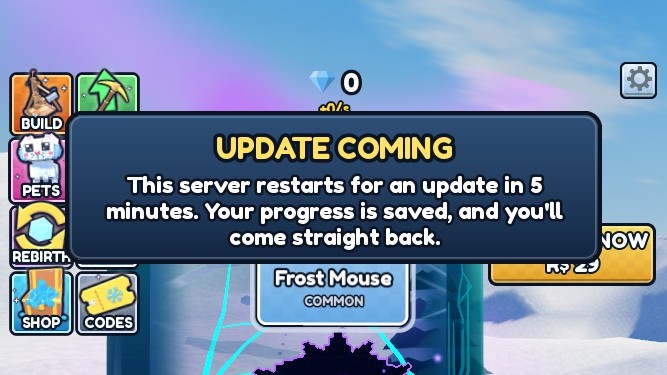 0
+0/s
BUILD
UPDATE COMING
This server restarts for an update in 5
minutes. Your progress is saved, and you'll
come straight back.
PETS
REBIRTH
NOW
R$ 29
Frost Mouse
COMMON
SHOP
CODES